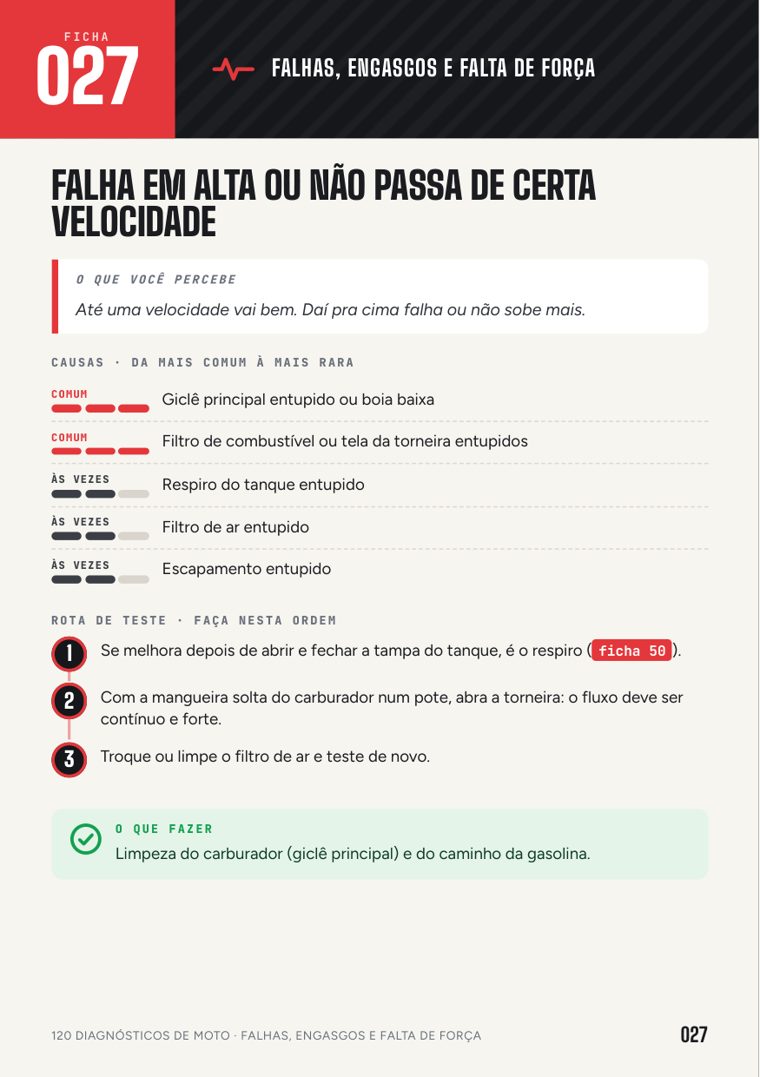 FICHA
027
FALHAS, ENGASGOS E FALTA DE FORÇA
FALHA EM ALTA OU NÃO PASSA DE CERTA
VELOCIDADE
O QUE VOCÊ PERCEBE
Até uma velocidade vai bem. Daí pra cima falha ou não sobe mais.
CAUSAS · DA MAIS COMUM À MAIS RARA
COMUM
Giclê principal entupido ou boia baixa
COMUM
Filtro de combustível ou tela da torneira entupidos
ÀS VEZES
Respiro do tanque entupido
ÀS VEZES
Filtro de ar entupido
ÀS VEZES
Escapamento entupido
ROTA DE TESTE · FAÇA NESTA ORDEM
1 Se melhora depois de abrir e fechar a tampa do tanque, é o respiro (ficha 50).
2 Com a mangueira solta do carburador num pote, abra a torneira: o fluxo deve ser
contínuo e forte.
3 Troque ou limpe o filtro de ar e teste de novo.
O QUE FAZER
Limpeza do carburador (giclê principal) e do caminho da gasolina.
120 DIAGNÓSTICOS DE MOTO · FALHAS, ENGASGOS E FALTA DE FORÇA
027